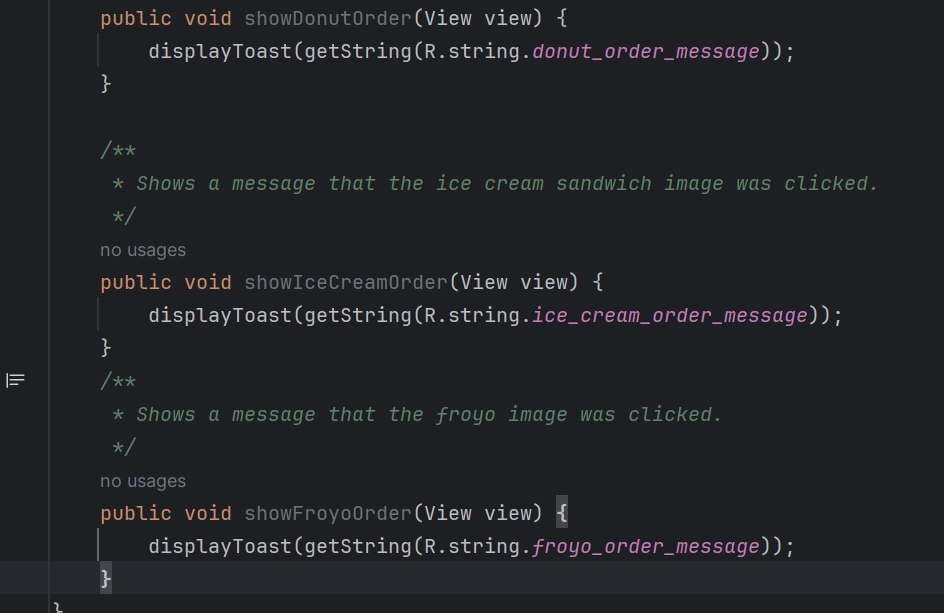 public void showDonutOrder(View view) {
displayToast(getString(R.string.donut_order_message));
}
/**
* Shows a message that the ice cream sandwich image was clicked.
*/
no usages
public void showIceCreamOrder(View view) {
displayToast(getString(R.string.ice_cream_order_message));
}
/**
* Shows a message that the froyo image was clicked.
*/
no usages
public void showFroyoOrder(View view) {
displayToast(getString(R.string.froyo_order_message));
}
}